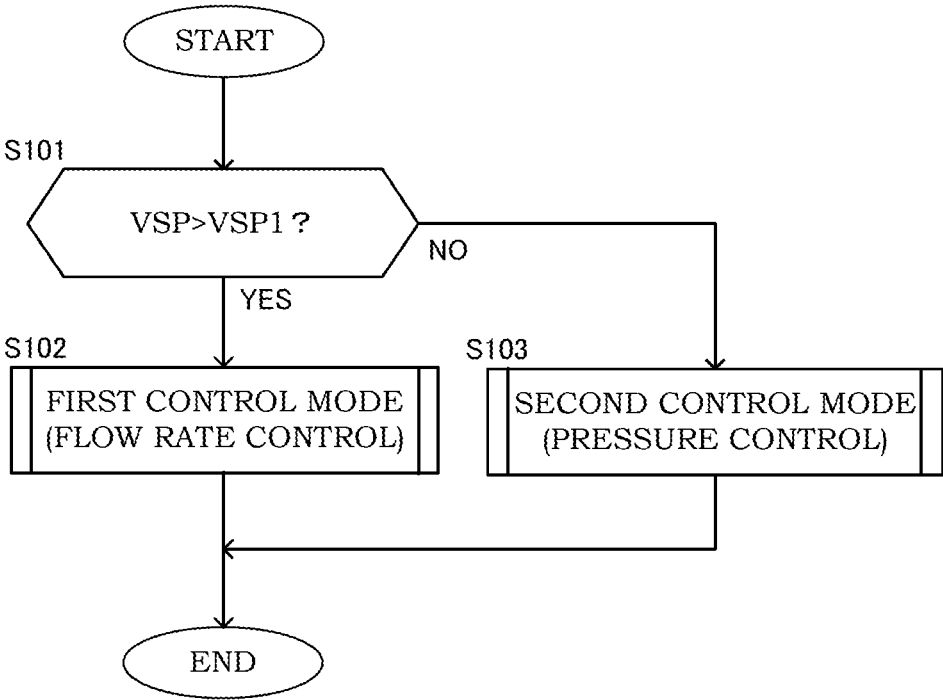 START
S101
VSP>VSP1 ?
NO
YES
S102
FIRST CONTROL MODE
(FLOW RATE CONTROL)
S103
SECOND CONTROL MODE
(PRESSURE CONTROL)
END